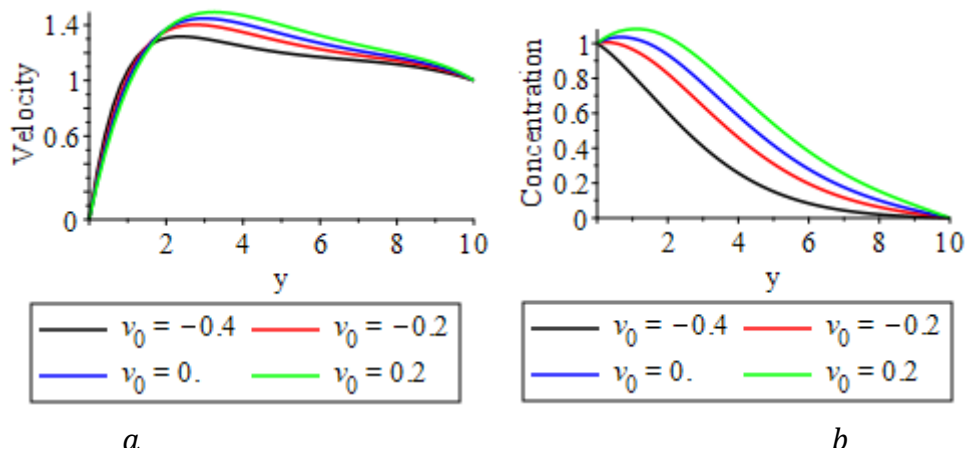 1.4
1
0.6
0
Velocity
2 4 6 8 10
y
v0 = −0.4 v0 = −0.2
v0 = 0. v0 = 0.2
a
1
0.8
0.6
0.4
0.2
0
Concentration
2 4 6 8 10
y
v0 = −0.4 v0 = −0.2
v0 = 0. v0 = 0.2
b